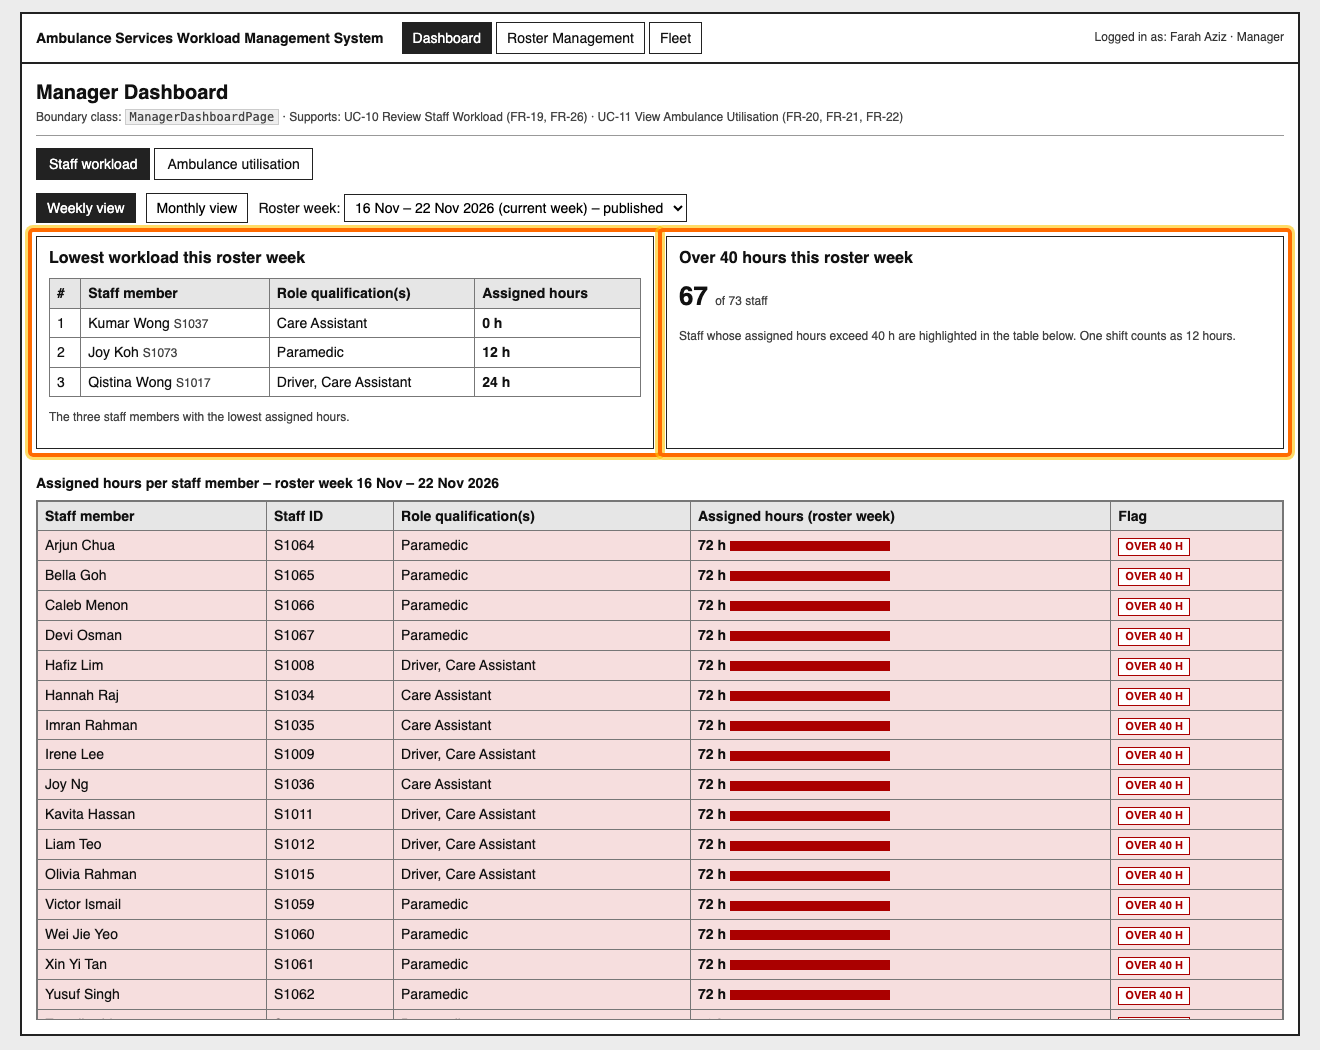 Ambulance Services Workload Management System Dashboard Roster Management Fleet Logged in as: Farah Aziz · Manager
Manager Dashboard
Boundary class: ManagerDashboardPage · Supports: UC-10 Review Staff Workload (FR-19, FR-26) · UC-11 View Ambulance Utilisation (FR-20, FR-21, FR-22)
Staff workload Ambulance utilisation
Weekly view Monthly view Roster week: 16 Nov – 22 Nov 2026 (current week) – published
Lowest workload this roster week
# Staff member Role qualification(s) Assigned hours
1 Kumar Wong S1037 Care Assistant 0 h
2 Joy Koh S1073 Paramedic 12 h
3 Qistina Wong S1017 Driver, Care Assistant 24 h
The three staff members with the lowest assigned hours.
Over 40 hours this roster week
67 of 73 staff
Staff whose assigned hours exceed 40 h are highlighted in the table below. One shift counts as 12 hours.
Assigned hours per staff member – roster week 16 Nov – 22 Nov 2026
Staff member Staff ID Role qualification(s) Assigned hours (roster week) Flag
Arjun Chua S1064 Paramedic 72 h OVER 40 H
Bella Goh S1065 Paramedic 72 h OVER 40 H
Caleb Menon S1066 Paramedic 72 h OVER 40 H
Devi Osman S1067 Paramedic 72 h OVER 40 H
Hafiz Lim S1008 Driver, Care Assistant 72 h OVER 40 H
Hannah Raj S1034 Care Assistant 72 h OVER 40 H
Imran Rahman S1035 Care Assistant 72 h OVER 40 H
Irene Lee S1009 Driver, Care Assistant 72 h OVER 40 H
Joy Ng S1036 Care Assistant 72 h OVER 40 H
Kavita Hassan S1011 Driver, Care Assistant 72 h OVER 40 H
Liam Teo S1012 Driver, Care Assistant 72 h OVER 40 H
Olivia Rahman S1015 Driver, Care Assistant 72 h OVER 40 H
Victor Ismail S1059 Paramedic 72 h OVER 40 H
Wei Jie Yeo S1060 Paramedic 72 h OVER 40 H
Xin Yi Tan S1061 Paramedic 72 h OVER 40 H
Yusuf Singh S1062 Paramedic 72 h OVER 40 H